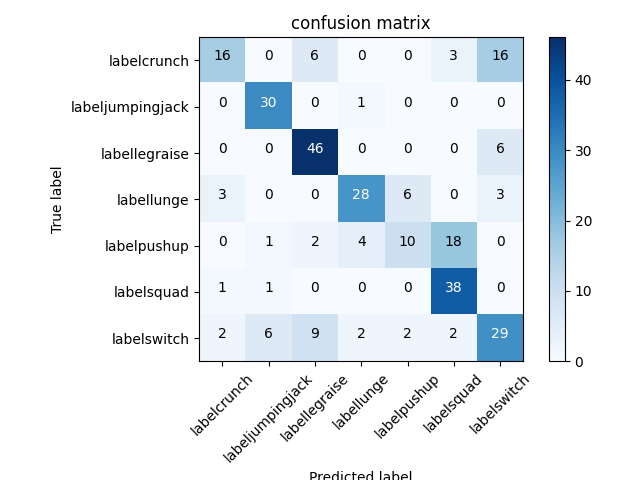 confusion matrix
True label
labelcrunch 16 0 6 0 0 3 16
labeljumpingjack 0 30 0 1 0 0 0
labellegraise 0 0 46 0 0 0 6
labellunge 3 0 0 28 6 0 3
labelpushup 0 1 2 4 10 18 0
labelsquad 1 1 0 0 0 38 0
labelswitch 2 6 9 2 2 2 29
labelcrunch labeljumpingjack labellegraise labellunge labelpushup labelsquad labelswitch
Predicted label
40
30
20
10
0